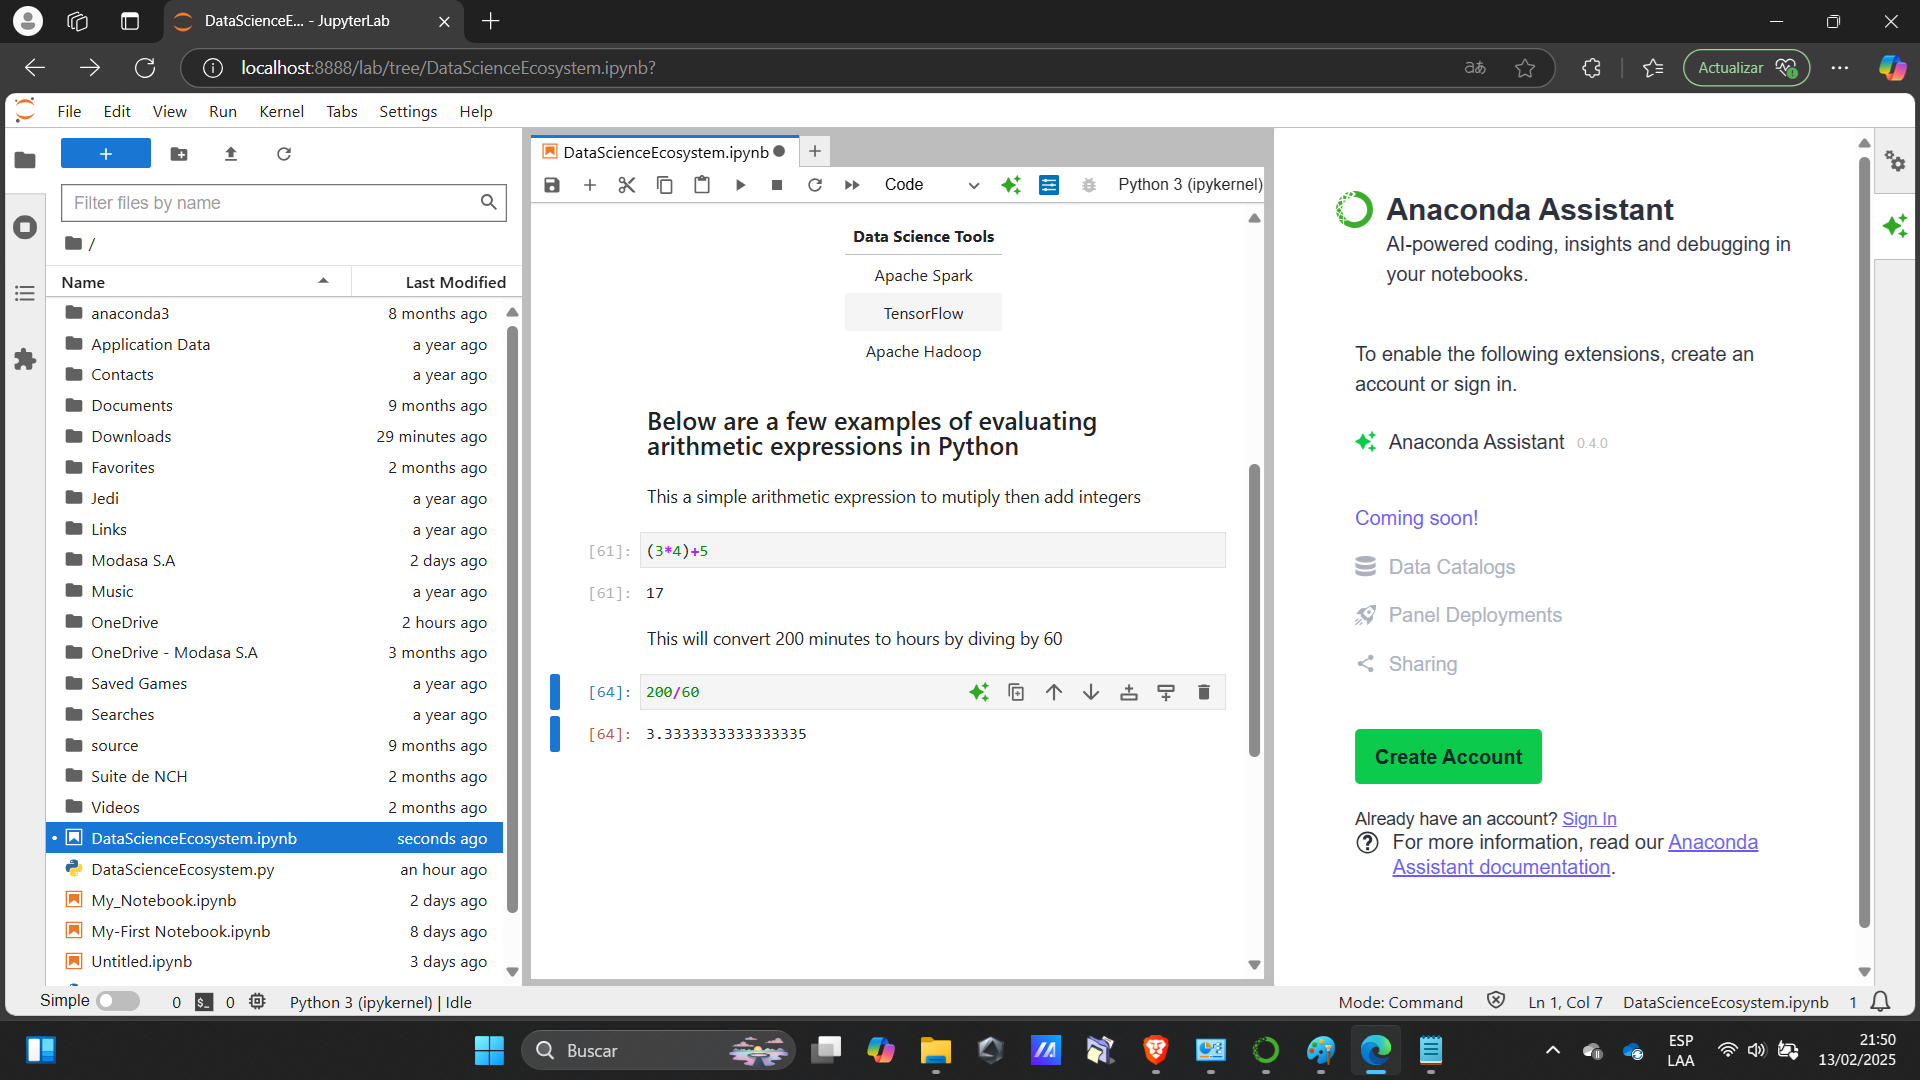 DataScienceE... - JupyterLab
localhost:8888/lab/tree/DataScienceEcosystem.ipynb?
aあ
Actualizar
File Edit View Run Kernel Tabs Settings Help
+
Filter files by name
/
Name Last Modified
anaconda3 8 months ago
Application Data a year ago
Contacts a year ago
Documents 9 months ago
Downloads 29 minutes ago
Favorites 2 months ago
Jedi a year ago
Links a year ago
Modasa S.A 2 days ago
Music a year ago
OneDrive 2 hours ago
OneDrive - Modasa S.A 3 months ago
Saved Games a year ago
Searches a year ago
source 9 months ago
Suite de NCH 2 months ago
Videos 2 months ago
DataScienceEcosystem.ipynb seconds ago
DataScienceEcosystem.py an hour ago
My_Notebook.ipynb 2 days ago
My-First Notebook.ipynb 8 days ago
Untitled.ipynb 3 days ago
DataScienceEcosystem.ipynb
Code Python 3 (ipykernel)
Data Science Tools
Apache Spark
TensorFlow
Apache Hadoop
Below are a few examples of evaluating
arithmetic expressions in Python
This a simple arithmetic expression to mutiply then add integers
[61]: (3*4)+5
[61]: 17
This will convert 200 minutes to hours by diving by 60
[64]: 200/60
[64]: 3.3333333333333335
Anaconda Assistant
AI-powered coding, insights and debugging in
your notebooks.
To enable the following extensions, create an
account or sign in.
Anaconda Assistant 0.4.0
Coming soon!
Data Catalogs
Panel Deployments
Sharing
Create Account
Already have an account? Sign In
For more information, read our Anaconda
Assistant documentation.
Simple 0 0 Python 3 (ipykernel) | Idle Mode: Command Ln 1, Col 7 DataScienceEcosystem.ipynb 1
Buscar
ESP
LAA
21:50
13/02/2025